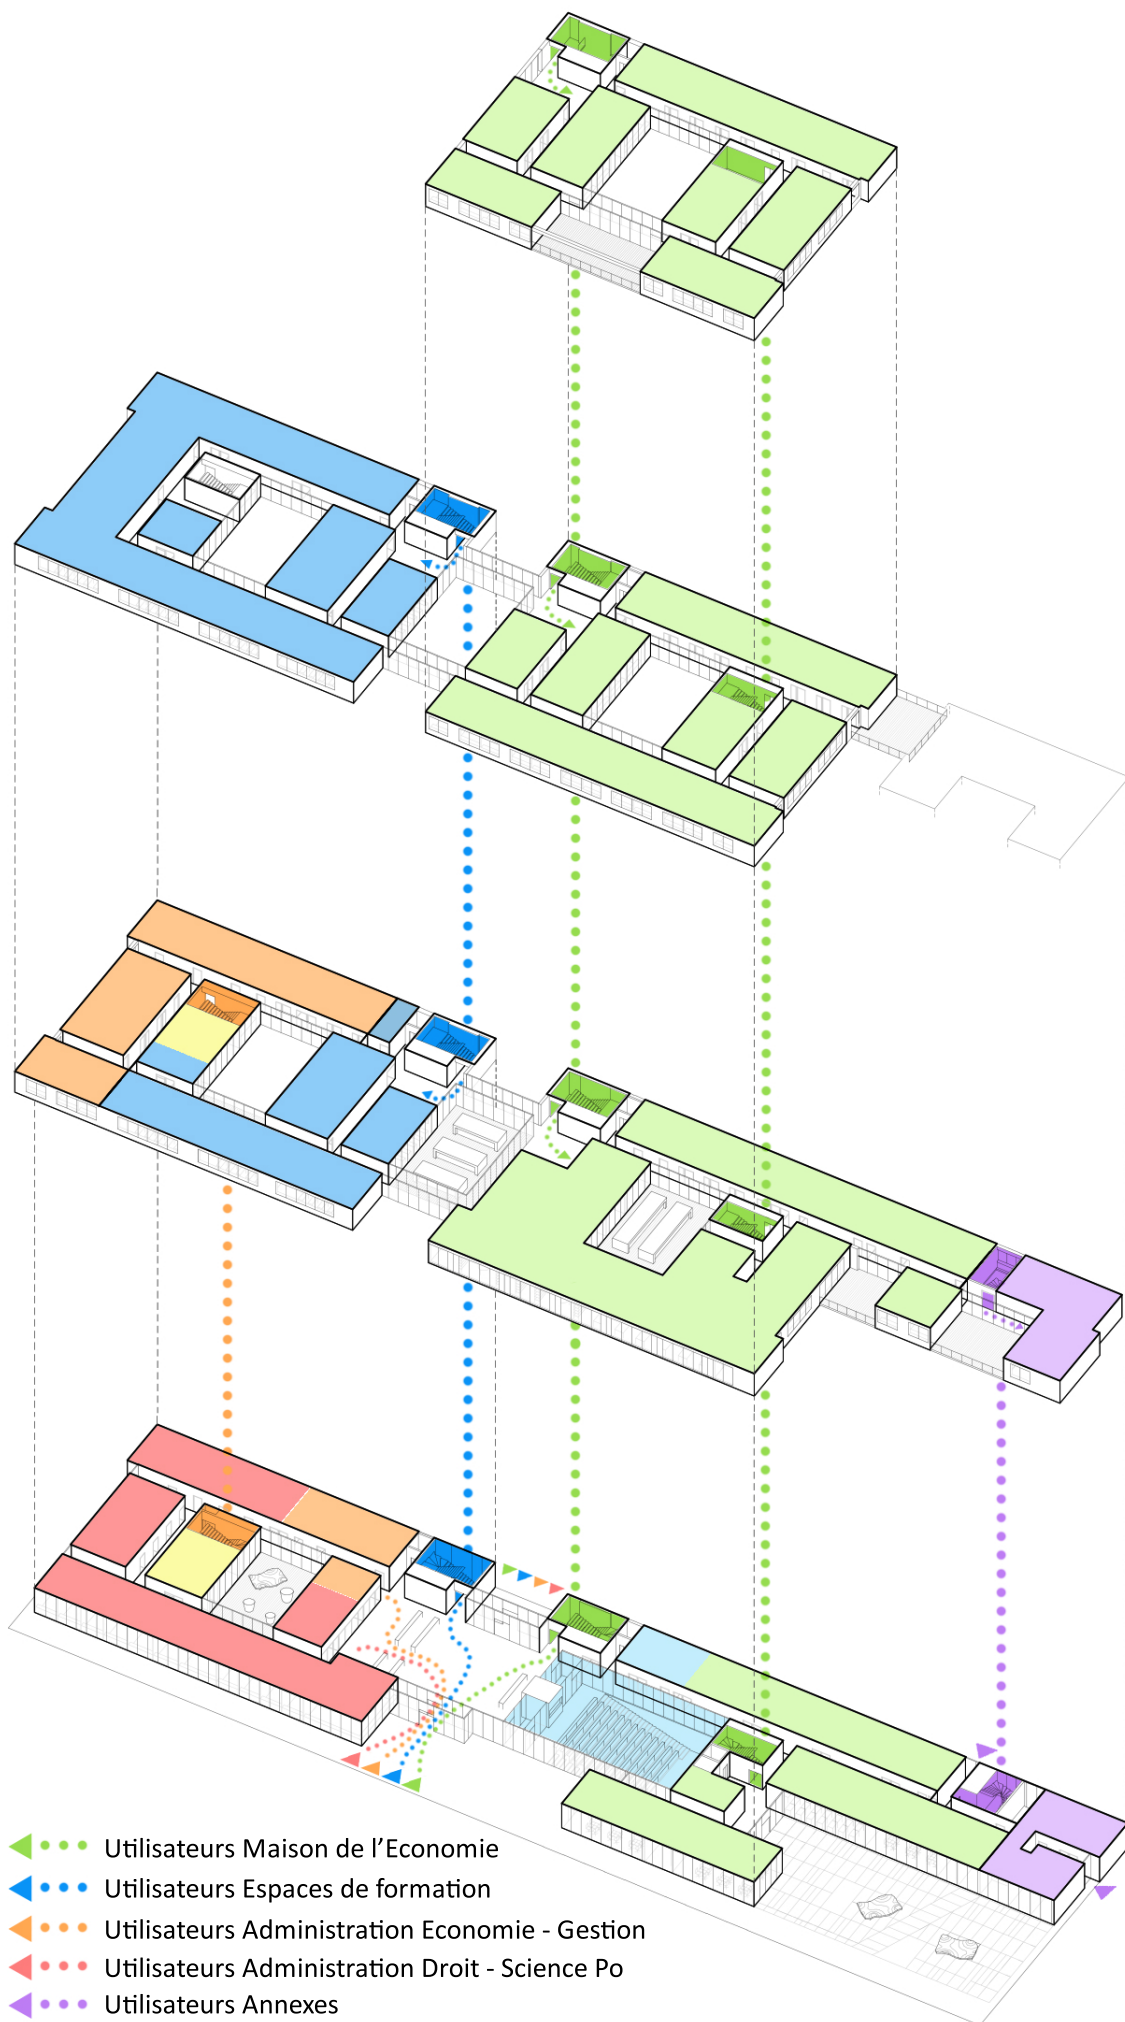 Utilisateurs Maison de l’Economie
Utilisateurs Espaces de formation
Utilisateurs Administration Economie - Gestion
Utilisateurs Administration Droit - Science Po
Utilisateurs Annexes